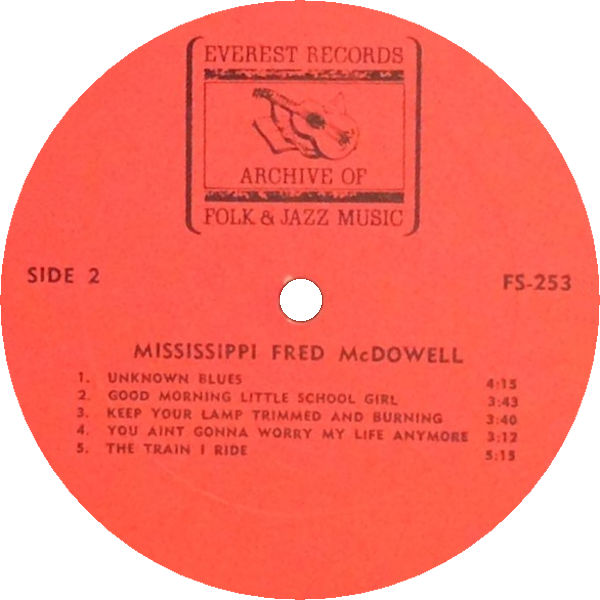 EVEREST RECORDS
ARCHIVE OF
FOLK & JAZZ MUSIC
SIDE 2 FS-253
MISSISSIPPI FRED McDOWELL
1. UNKNOWN BLUES 4:15
2. GOOD MORNING LITTLE SCHOOL GIRL 3:43
3. KEEP YOUR LAMP TRIMMED AND BURNING 3:40
4. YOU AINT GONNA WORRY MY LIFE ANYMORE 3:12
5. THE TRAIN I RIDE 5:15